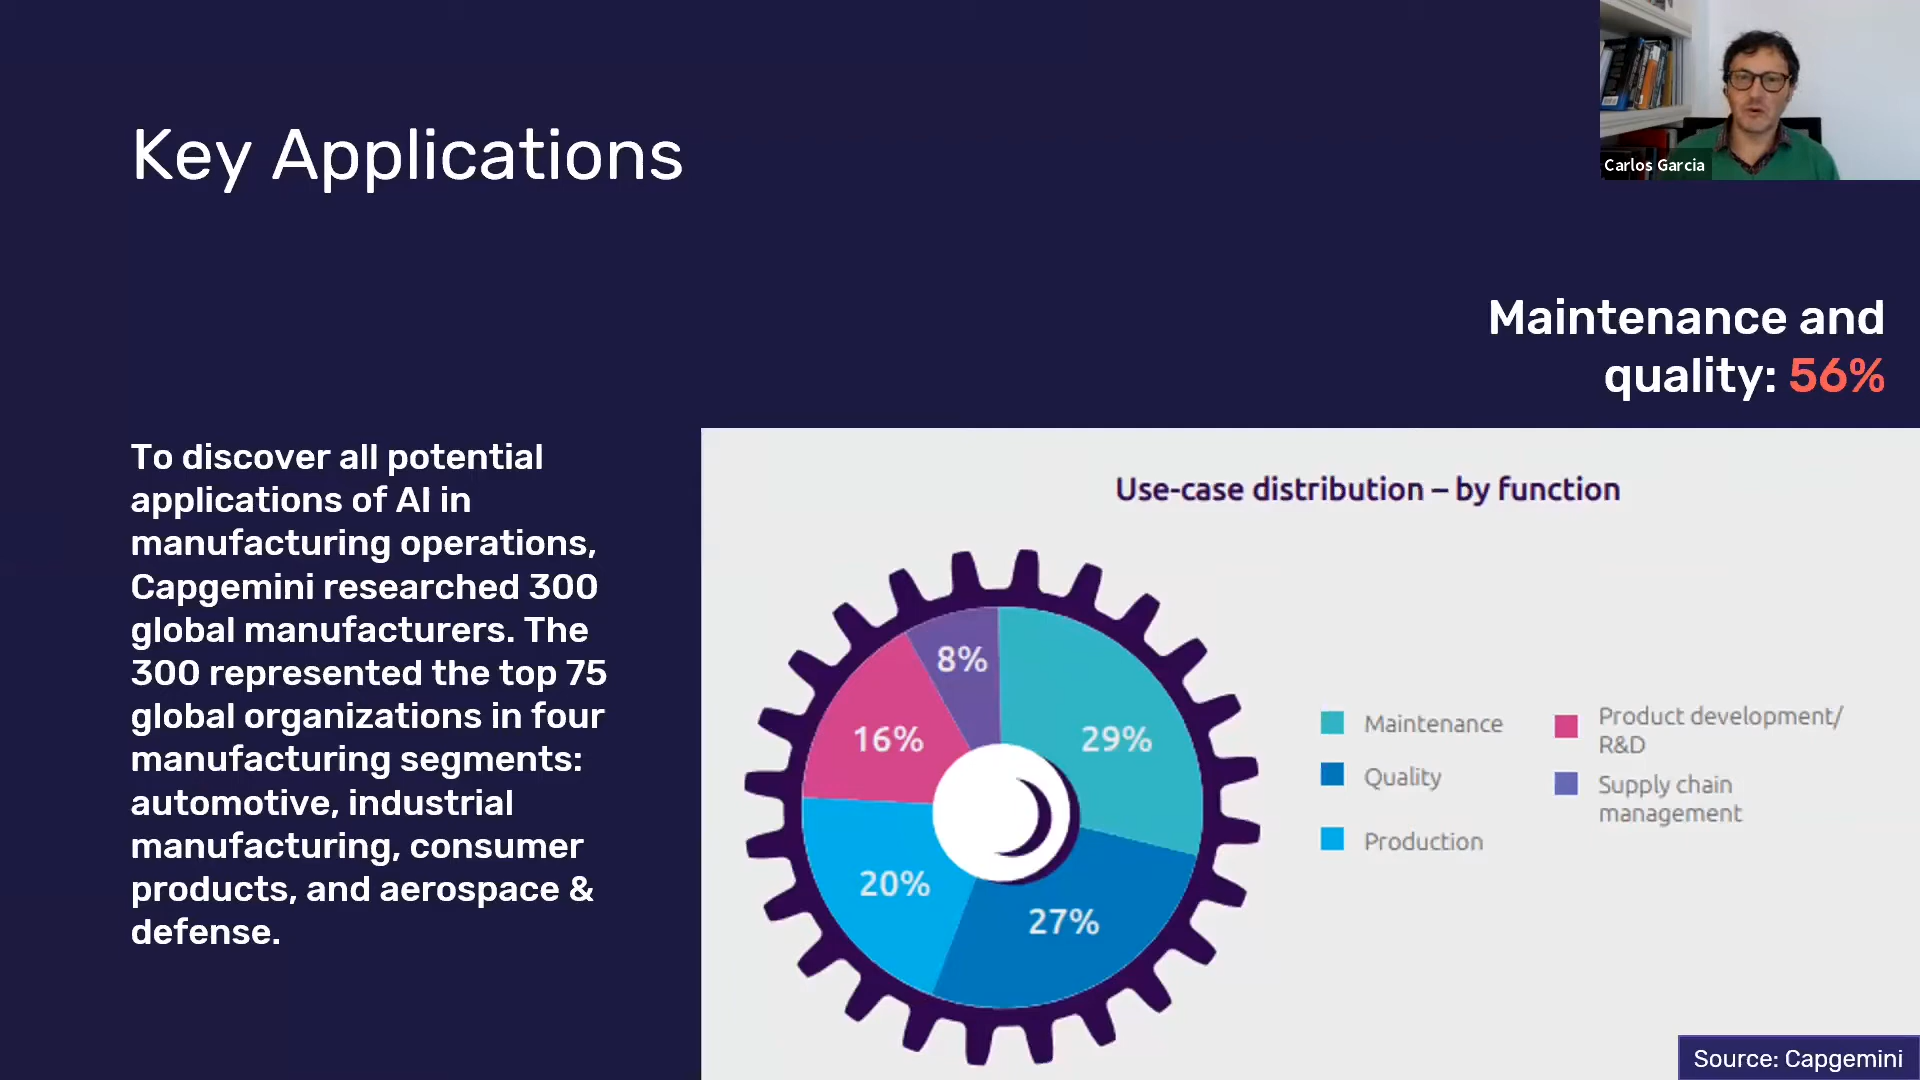 Key Applications
Carlos Garcia
Maintenance and
quality: 56%
To discover all potential
applications of AI in
manufacturing operations,
Capgemini researched 300
global manufacturers. The
300 represented the top 75
global organizations in four
manufacturing segments:
automotive, industrial
manufacturing, consumer
products, and aerospace &
defense.
Use-case distribution – by function
8%
29%
16%
20%
27%
Maintenance
Quality
Production
Product development/
R&D
Supply chain
management
Source: Capgemini